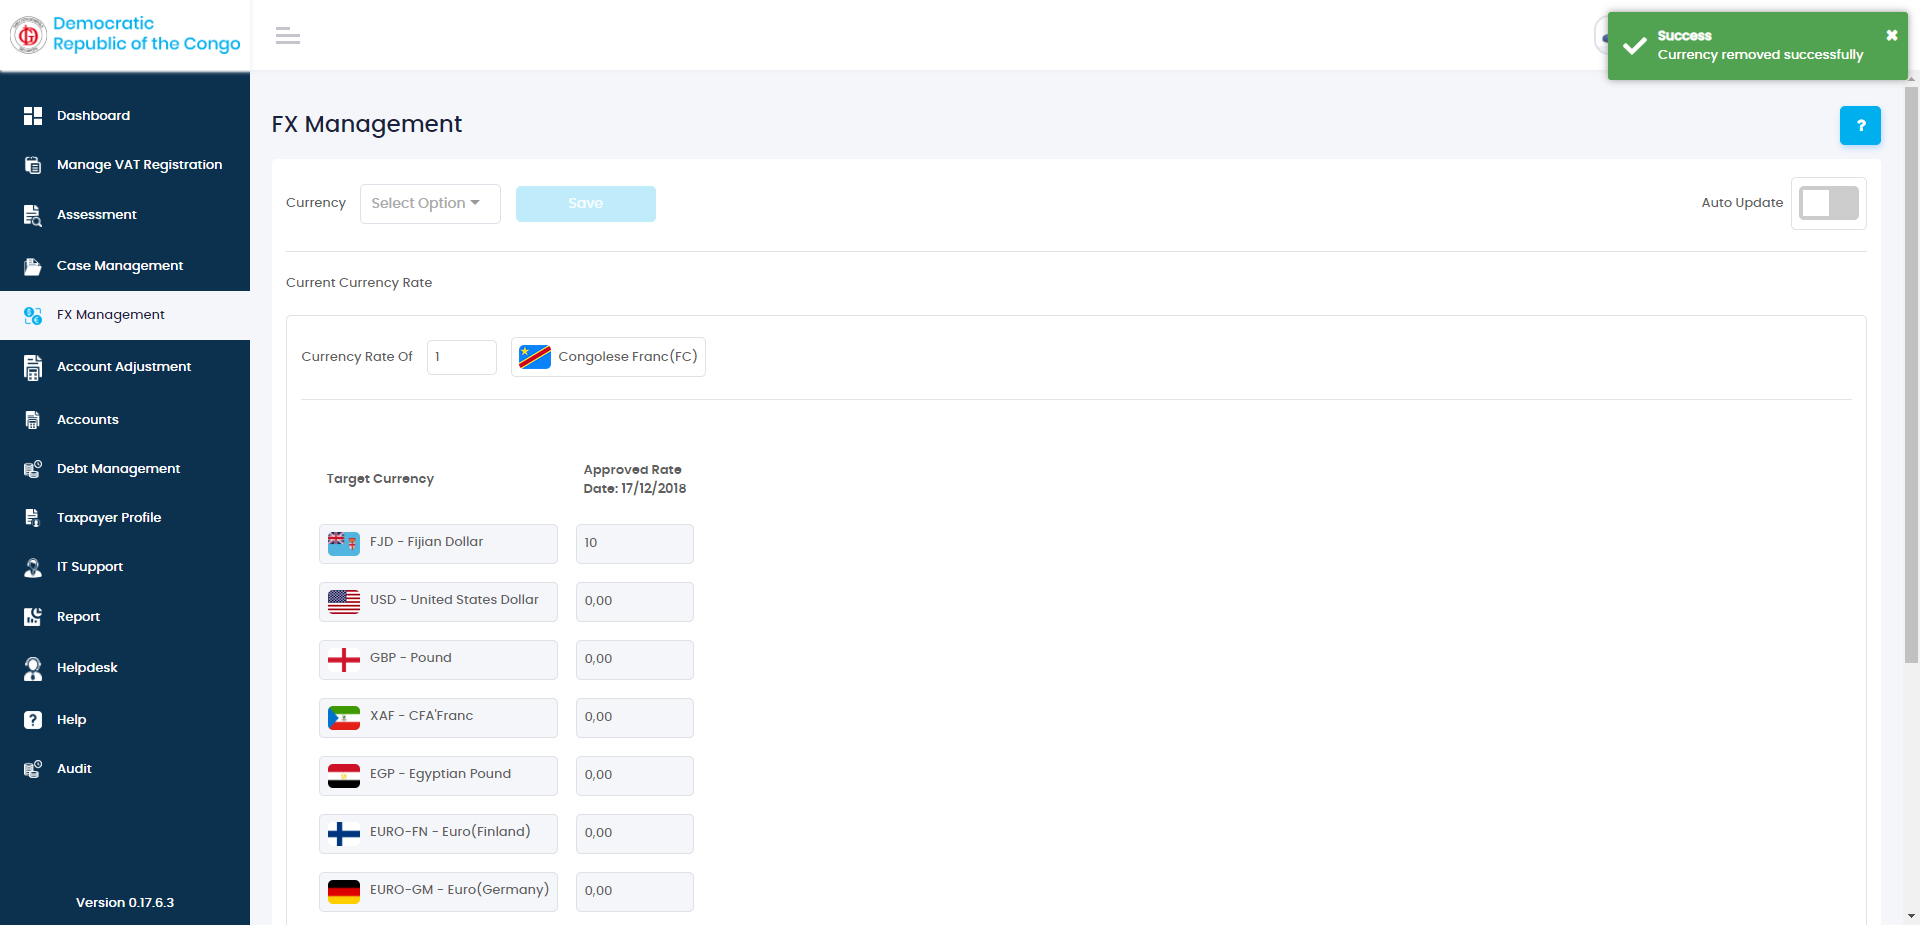 Democratic
Republic of the Congo
Success
Currency removed successfully
Dashboard
Manage VAT Registration
Assessment
Case Management
FX Management
Account Adjustment
Accounts
Debt Management
Taxpayer Profile
IT Support
Report
Helpdesk
Help
Audit
Version 0.17.6.3
FX Management
?
Currency
Select Option
Save
Auto Update
Current Currency Rate
Currency Rate Of
1
Congolese Franc(FC)
Target Currency
Approved Rate
Date: 17/12/2018
FJD - Fijian Dollar
10
USD - United States Dollar
0,00
GBP - Pound
0,00
XAF - CFA'Franc
0,00
EGP - Egyptian Pound
0,00
EURO-FN - Euro(Finland)
0,00
EURO-GM - Euro(Germany)
0,00